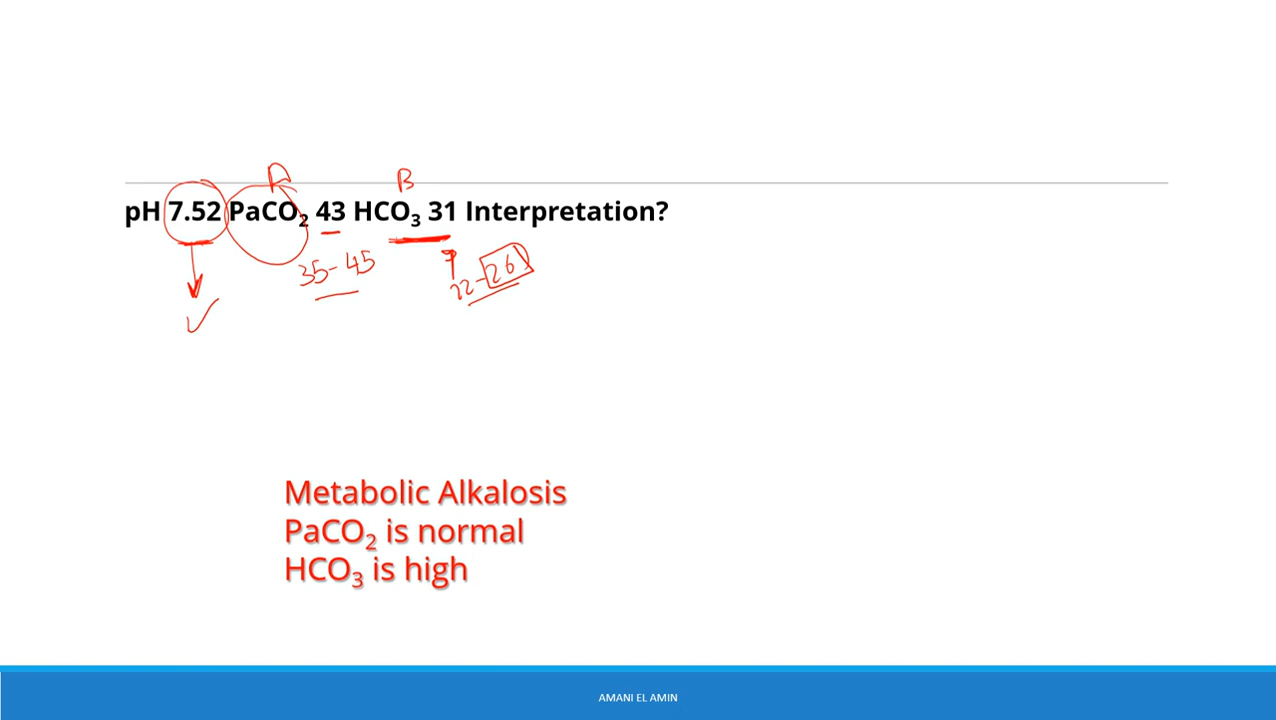 A B
pH 7.52 PaCO₂ 43 HCO₃ 31 Interpretation?
35-45
22-26
Metabolic Alkalosis
PaCO₂ is normal
HCO₃ is high
AMANI EL AMIN